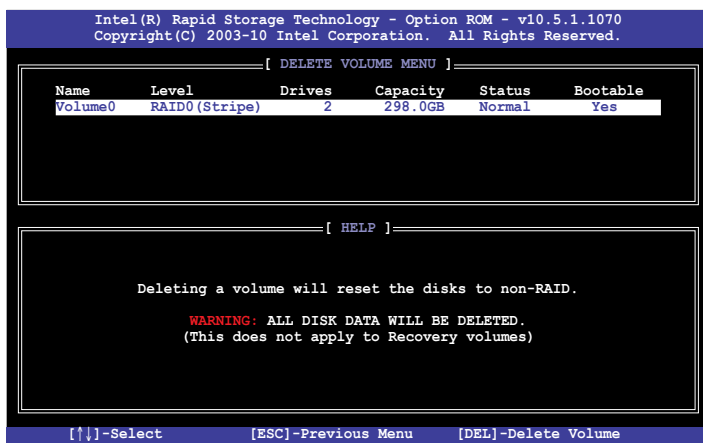 Intel(R) Rapid Storage Technology - Option ROM - v10.5.1.1070
Copyright(C) 2003-10 Intel Corporation. All Rights Reserved.
[ DELETE VOLUME MENU ]
Name Level Drives Capacity Status Bootable
Volume0 RAID0(Stripe) 2 298.0GB Normal Yes
[ HELP ]
Deleting a volume will reset the disks to non-RAID.
WARNING: ALL DISK DATA WILL BE DELETED.
(This does not apply to Recovery volumes)
[↑↓]-Select [ESC]-Previous Menu [DEL]-Delete Volume